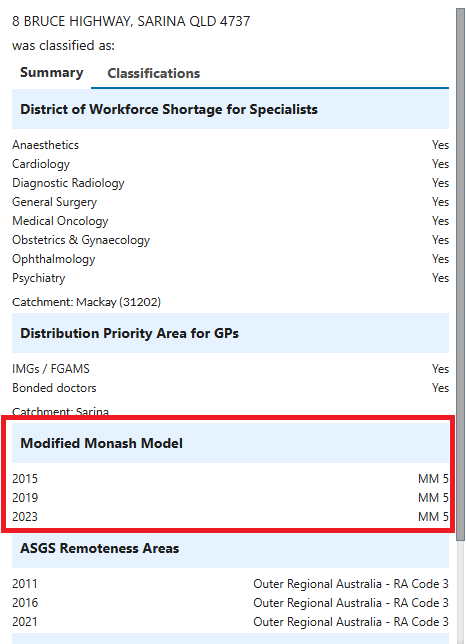 8 BRUCE HIGHWAY, SARINA QLD 4737
was classified as:
Summary Classifications
District of Workforce Shortage for Specialists
Anaesthetics Yes
Cardiology Yes
Diagnostic Radiology Yes
General Surgery Yes
Medical Oncology Yes
Obstetrics & Gynaecology Yes
Ophthalmology Yes
Psychiatry Yes
Catchment: Mackay (31202)
Distribution Priority Area for GPs
IMGs / FGAMS Yes
Bonded doctors Yes
Catchment: Sarina
Modified Monash Model
2015 MM 5
2019 MM 5
2023 MM 5
ASGS Remoteness Areas
2011 Outer Regional Australia - RA Code 3
2016 Outer Regional Australia - RA Code 3
2021 Outer Regional Australia - RA Code 3